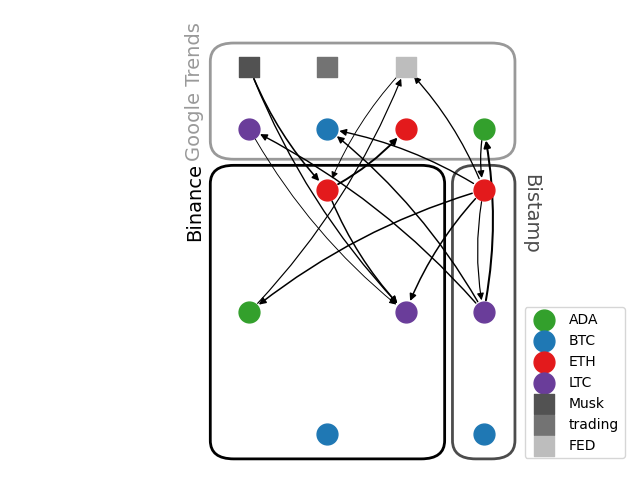 Google Trends
Binance
Bistamp
ADA
BTC
ETH
LTC
Musk
trading
FED